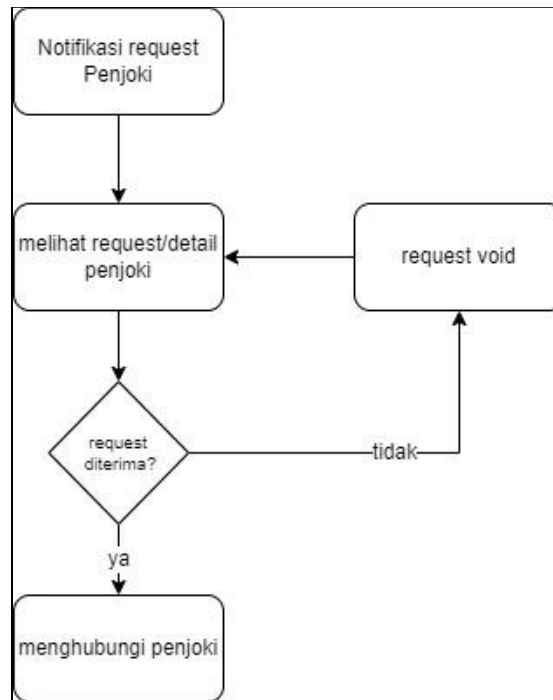 Notifikasi request
Penjoki
melihat request/detail
penjoki
request void
request
diterima?
tidak
ya
menghubungi penjoki